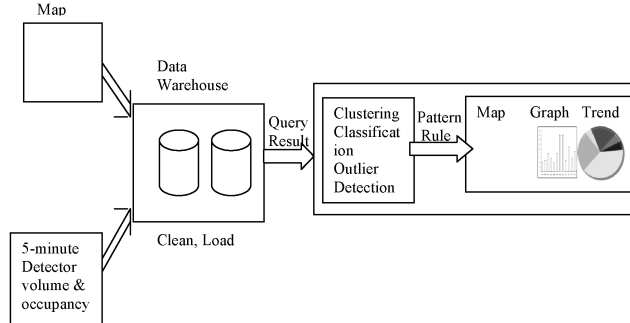 Map
Data
Warehouse
Query
Result
Clustering
Classificat
ion
Outlier
Detection
Pattern
Rule
Map Graph Trend
Clean, Load
5-minute
Detector
volume &
occupancy